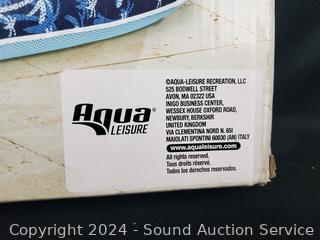 Aqua®
LEISURE
©AQUA-LEISURE RECREATION, LLC
525 BODWELL STREET
AVON, MA 02322 USA
INIGO BUSINESS CENTER,
WESSEX HOUSE OXFORD ROAD,
NEWBURY, BERKSHIR
UNITED KINGDOM
VIA CLEMENTINA NORD N. 65I
MAIOLATI SPONTINI 60030 (AN) ITALY
www.aqualeisure.com
All rights reserved.
Tous droits réservés.
Todos los derechos reservados.
Copyright 2024 - Sound Auction Service